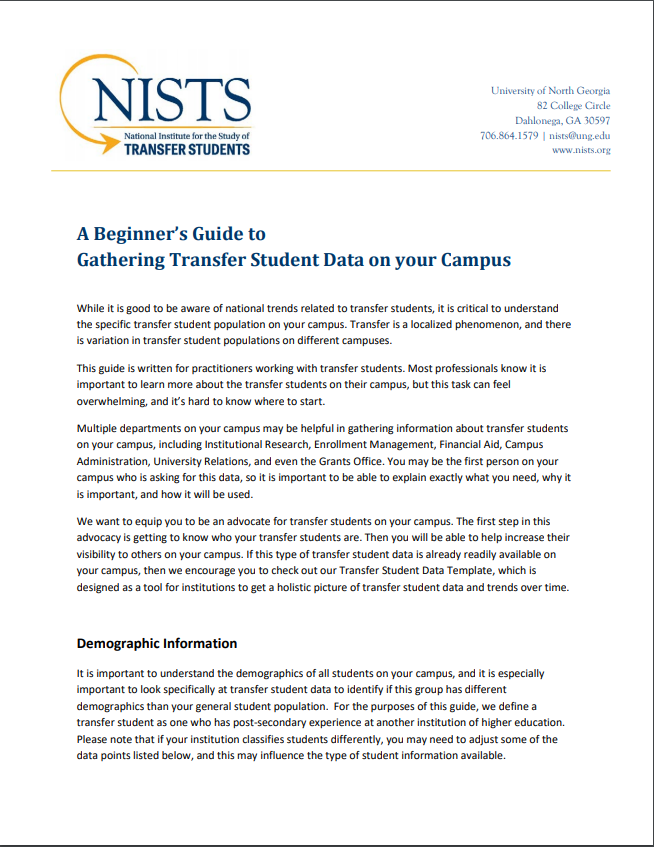 NISTS
National Institute for the Study of
TRANSFER STUDENTS
University of North Georgia
82 College Circle
Dahlonega, GA 30597
706.864.1579 | nists@ung.edu
www.nists.org
A Beginner's Guide to
Gathering Transfer Student Data on your Campus
While it is good to be aware of national trends related to transfer students, it is critical to understand
the specific transfer student population on your campus. Transfer is a localized phenomenon, and there
is variation in transfer student populations on different campuses.
This guide is written for practitioners working with transfer students. Most professionals know it is
important to learn more about the transfer students on their campus, but this task can feel
overwhelming, and it's hard to know where to start.
Multiple departments on your campus may be helpful in gathering information about transfer students
on your campus, including Institutional Research, Enrollment Management, Financial Aid, Campus
Administration, University Relations, and even the Grants Office. You may be the first person on your
campus who is asking for this data, so it is important to be able to explain exactly what you need, why it
is important, and how it will be used.
We want to equip you to be an advocate for transfer students on your campus. The first step in this
advocacy is getting to know who your transfer students are. Then you will be able to help increase their
visibility to others on your campus. If this type of transfer student data is already readily available on
your campus, then we encourage you to check out our Transfer Student Data Template, which is
designed as a tool for institutions to get a holistic picture of transfer student data and trends over time.
Demographic Information
It is important to understand the demographics of all students on your campus, and it is especially
important to look specifically at transfer student data to identify if this group has different
demographics than your general student population. For the purposes of this guide, we define a
transfer student as one who has post-secondary experience at another institution of higher education.
Please note that if your institution classifies students differently, you may need to adjust some of the
data points listed below, and this may influence the type of student information available.